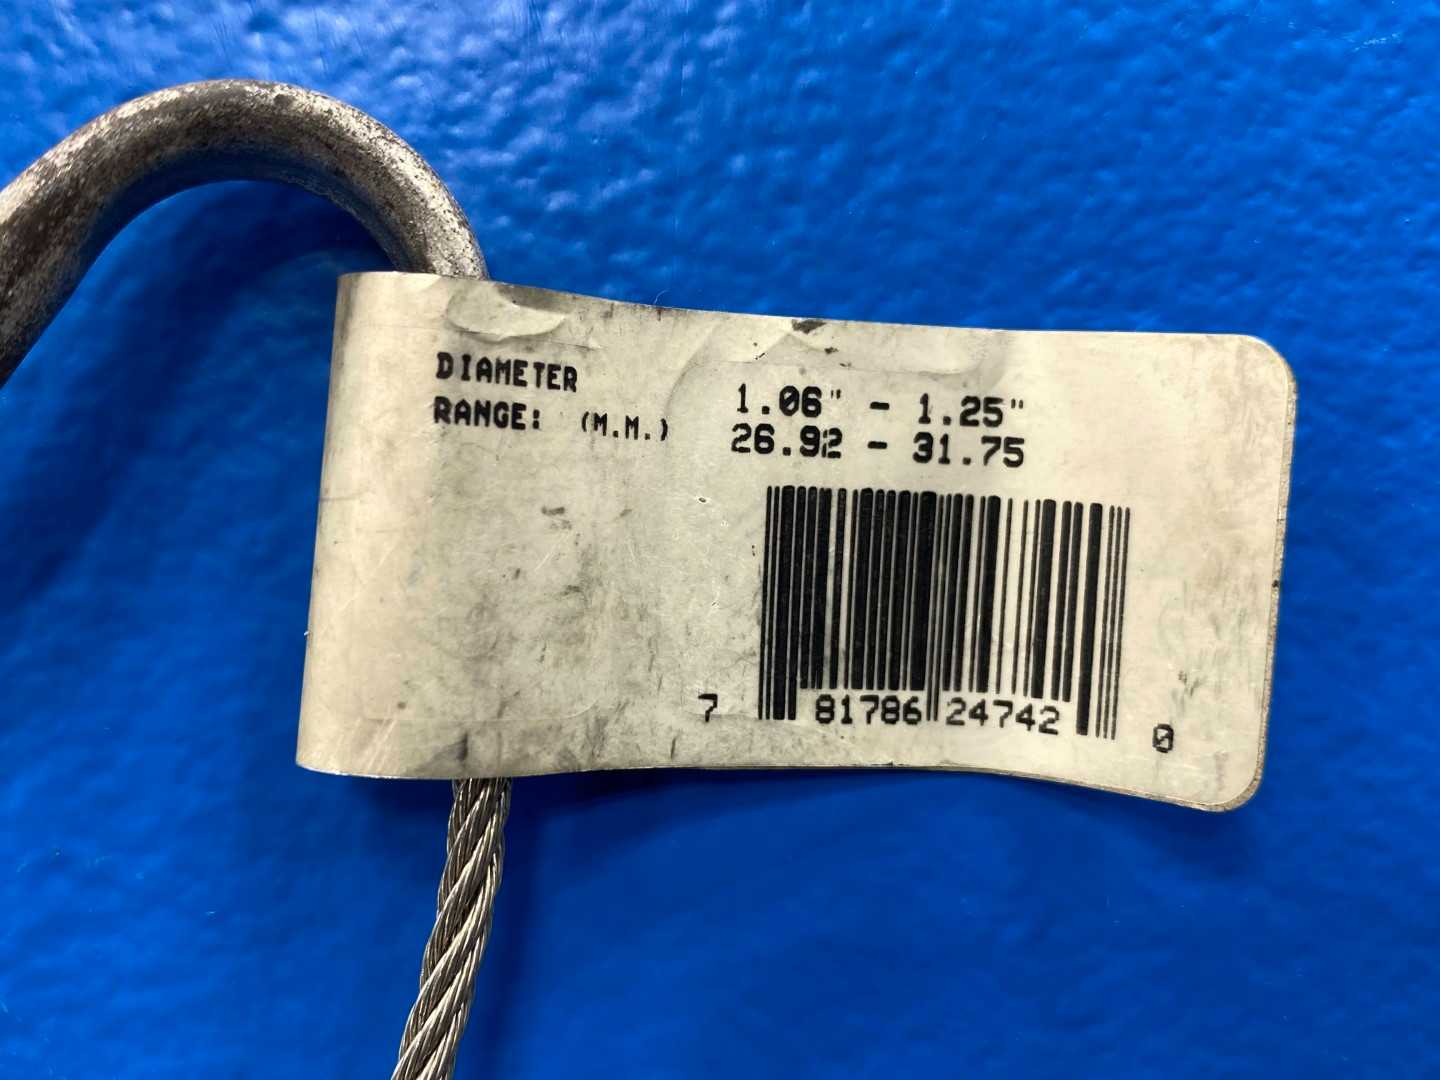 DIAMETER
RANGE: (M.M.)
1.06" - 1.25"
26.92 - 31.75
7 81786 24742 0